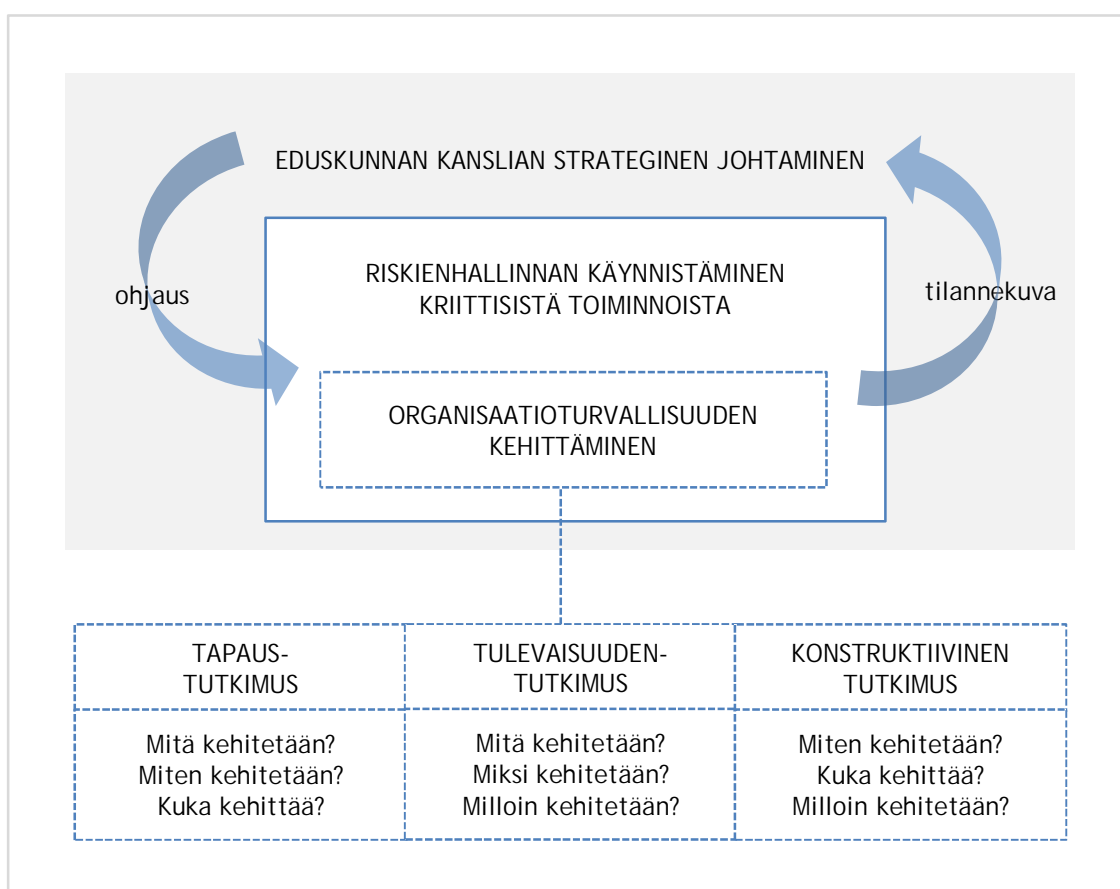 EDUSKUNNAN KANSLIAN STRATEGINEN JOHTAMINEN
RISKIENHALLINNAN KÄYNNISTÄMINEN
KRIITTISISTÄ TOIMINNOISTA
ohjaus
tilannekuva
ORGANISAATIOTURVALLISUUDEN
KEHITTÄMINEN
TAPAUS-
TUTKIMUS
TULEVAISUUDEN-
TUTKIMUS
KONSTRUKTIIVINEN
TUTKIMUS
Mitä kehitetään?
Miten kehitetään?
Kuka kehittää?
Mitä kehitetään?
Miksi kehitetään?
Milloin kehitetään?
Miten kehitetään?
Kuka kehittää?
Milloin kehitetään?